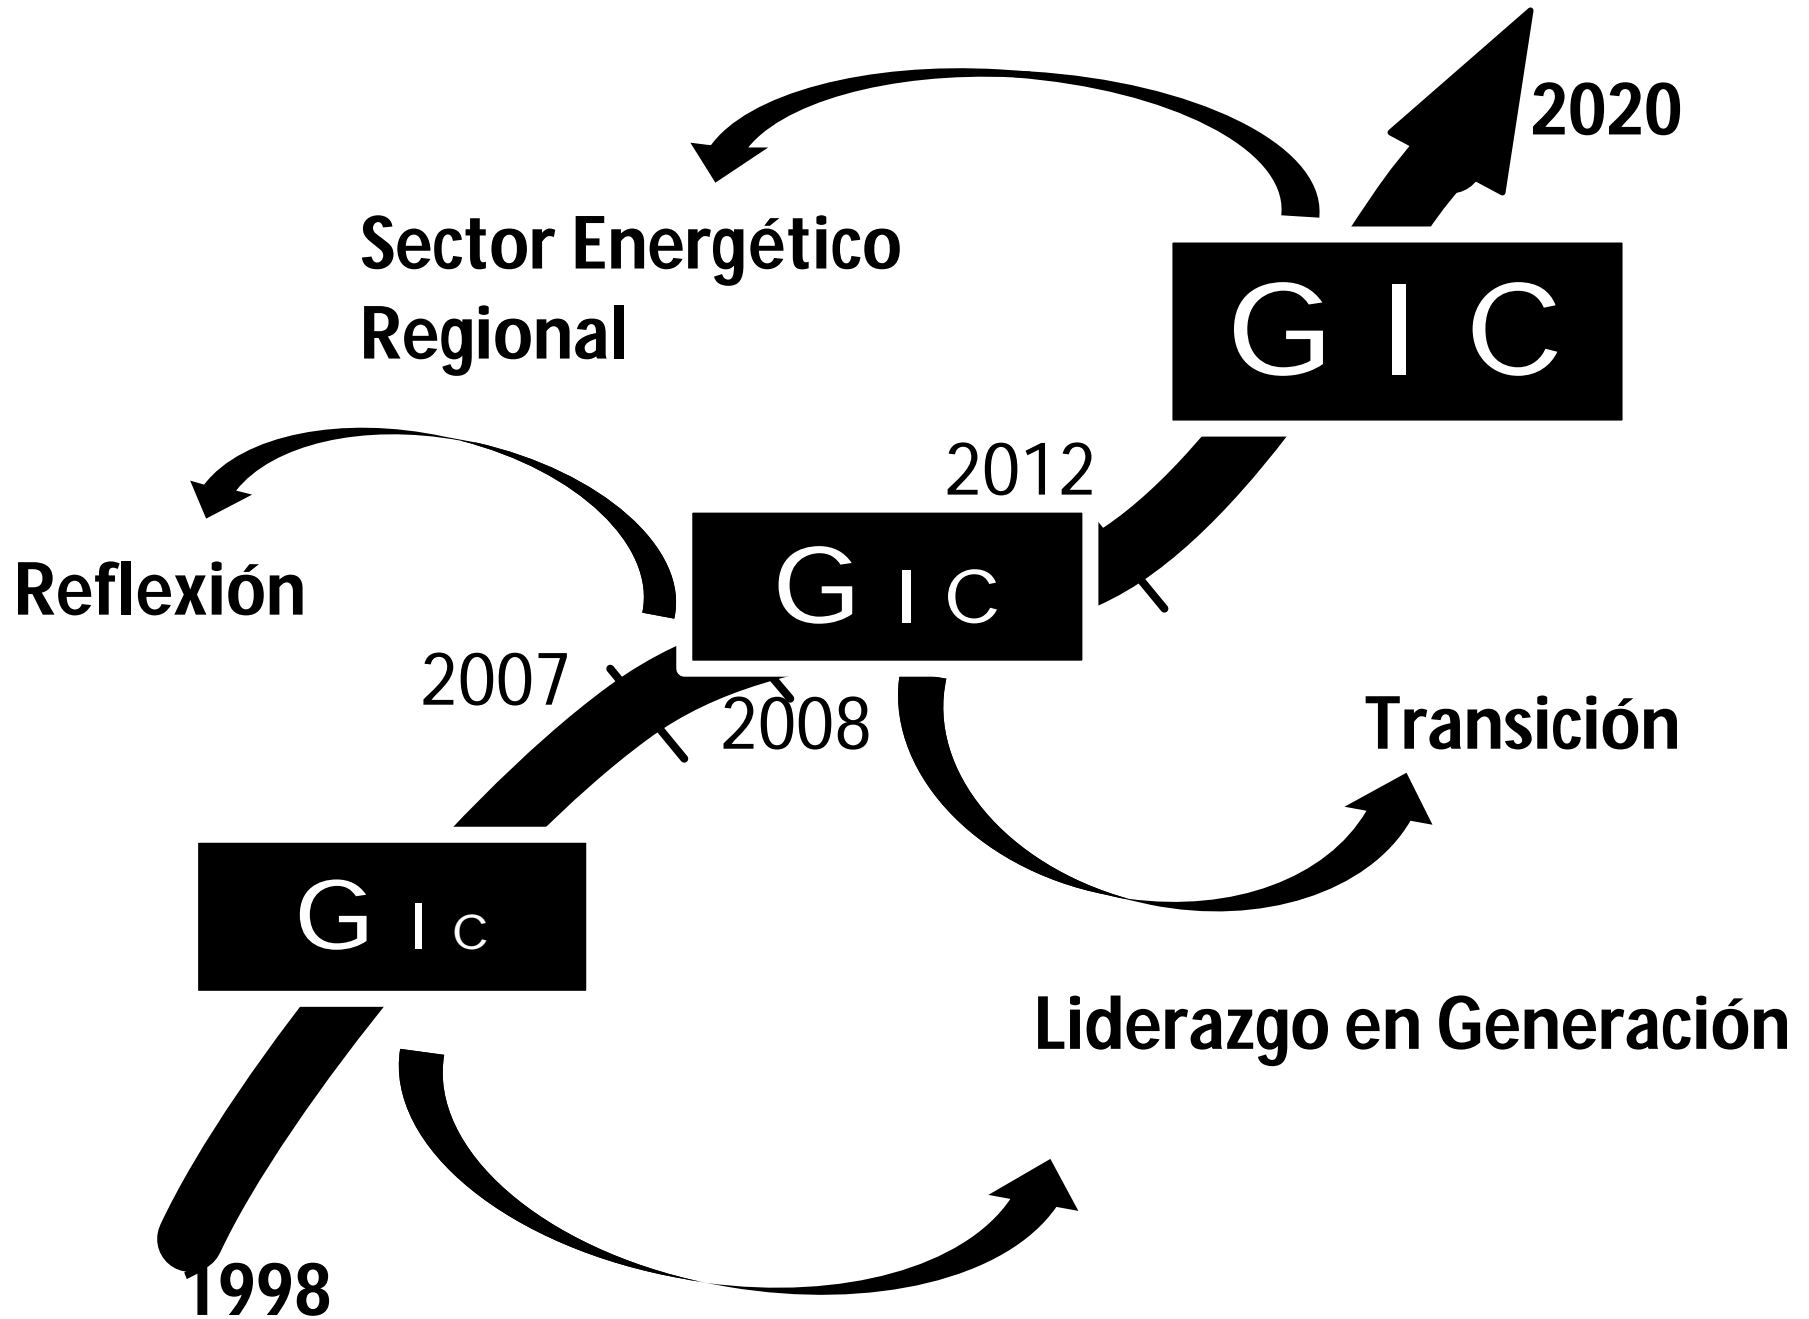 2020
Sector Energético
Regional
G I C
2012
G I C
Reflexión
2007
2008
Transición
G I C
Liderazgo en Generación
1998